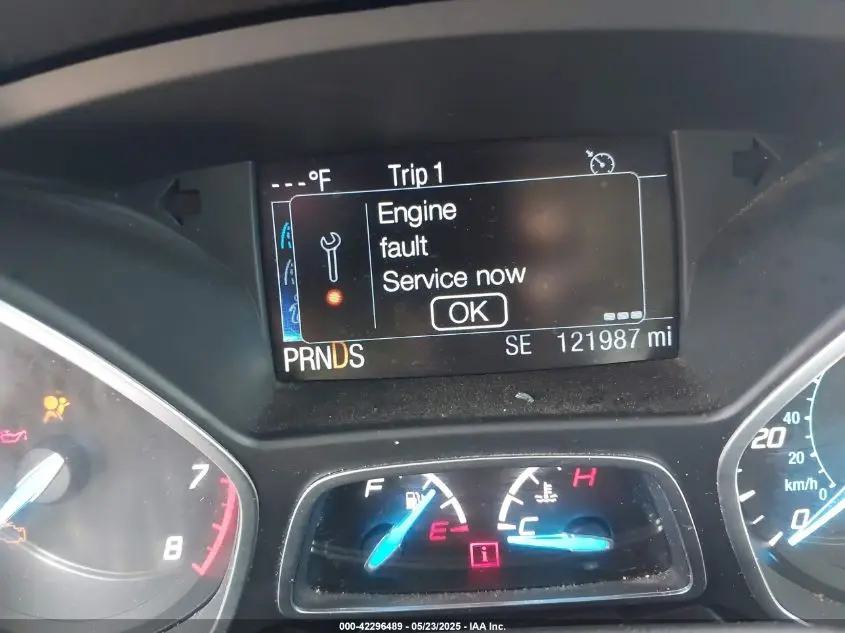 ---°F Trip 1
Engine
fault
Service now
OK
PRNDS SE 121987 mi
7
8
F
E
H
C
i
40
20
20
km/h
0
0
000-42296489 - 05/23/2025 - IAA Inc.